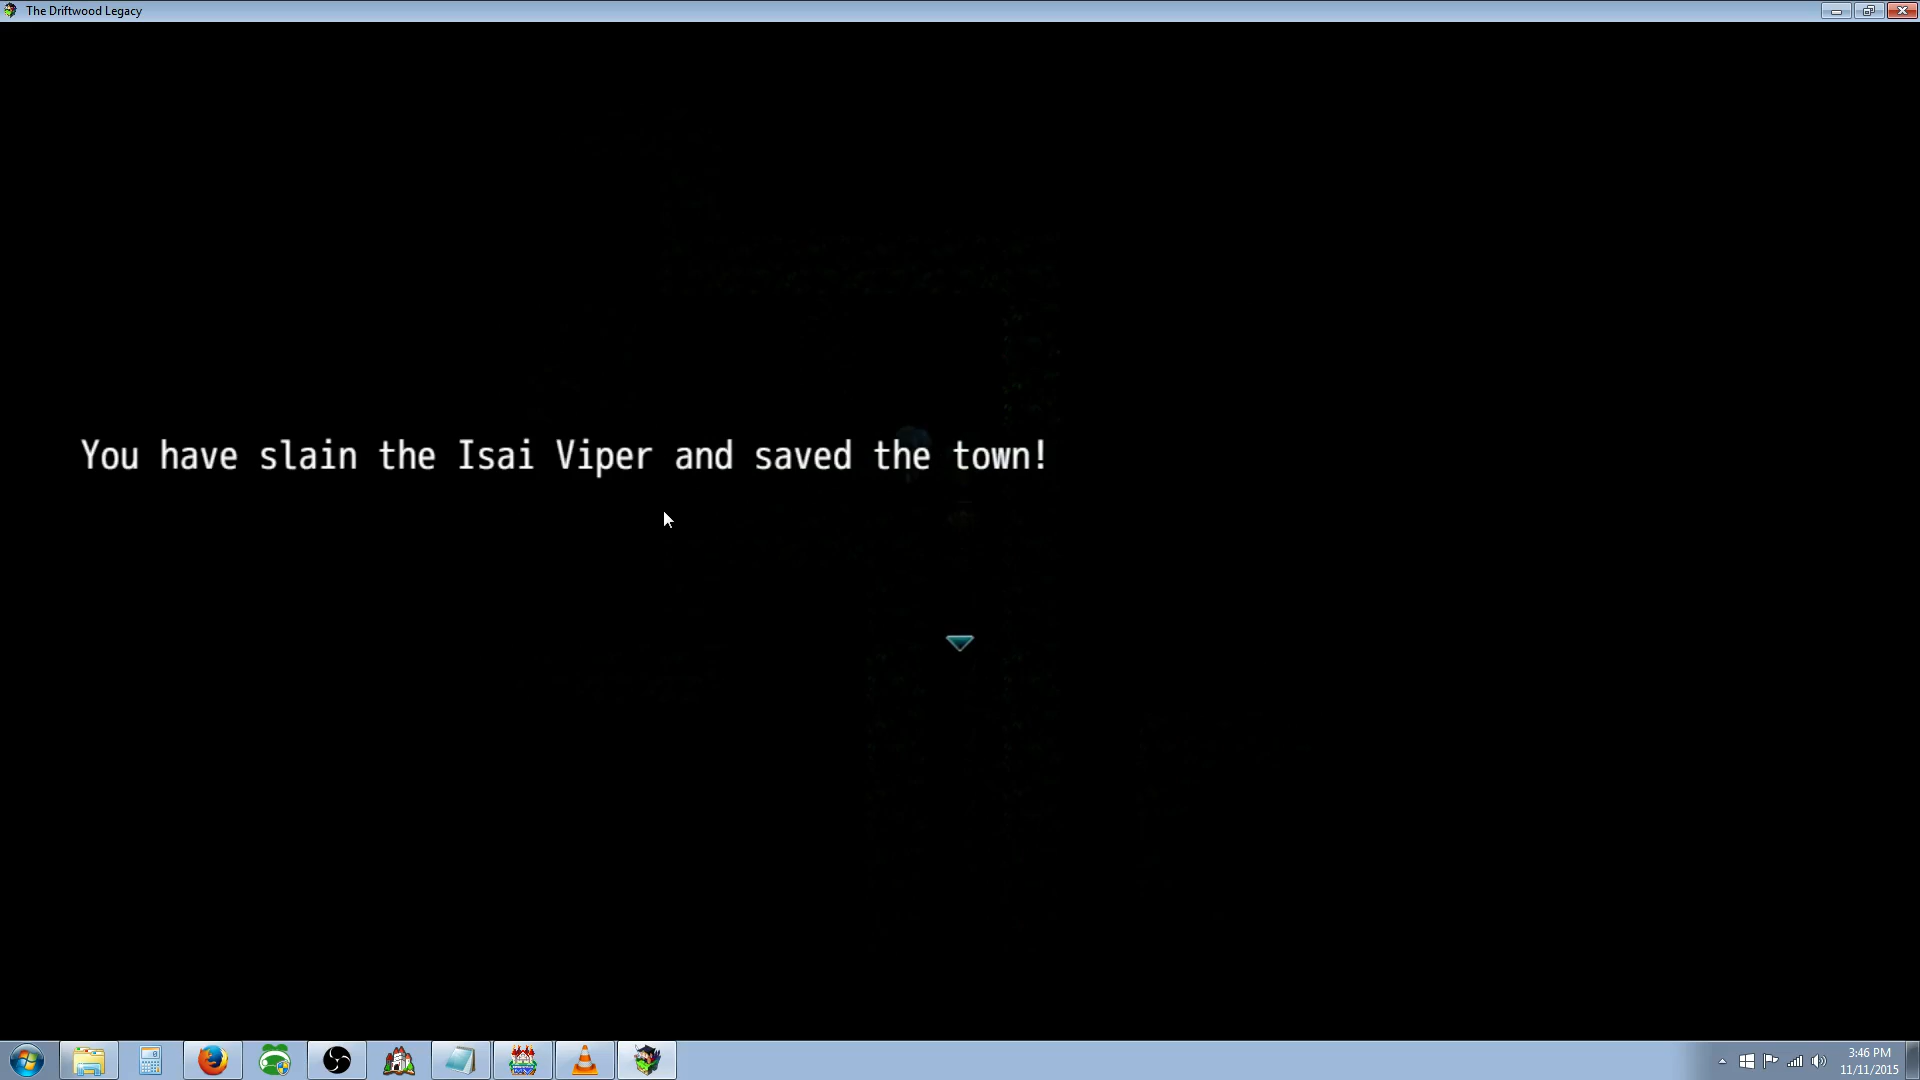 The Driftwood Legacy
You have slain the Isai Viper and saved the town!
3:46 PM
11/11/2015